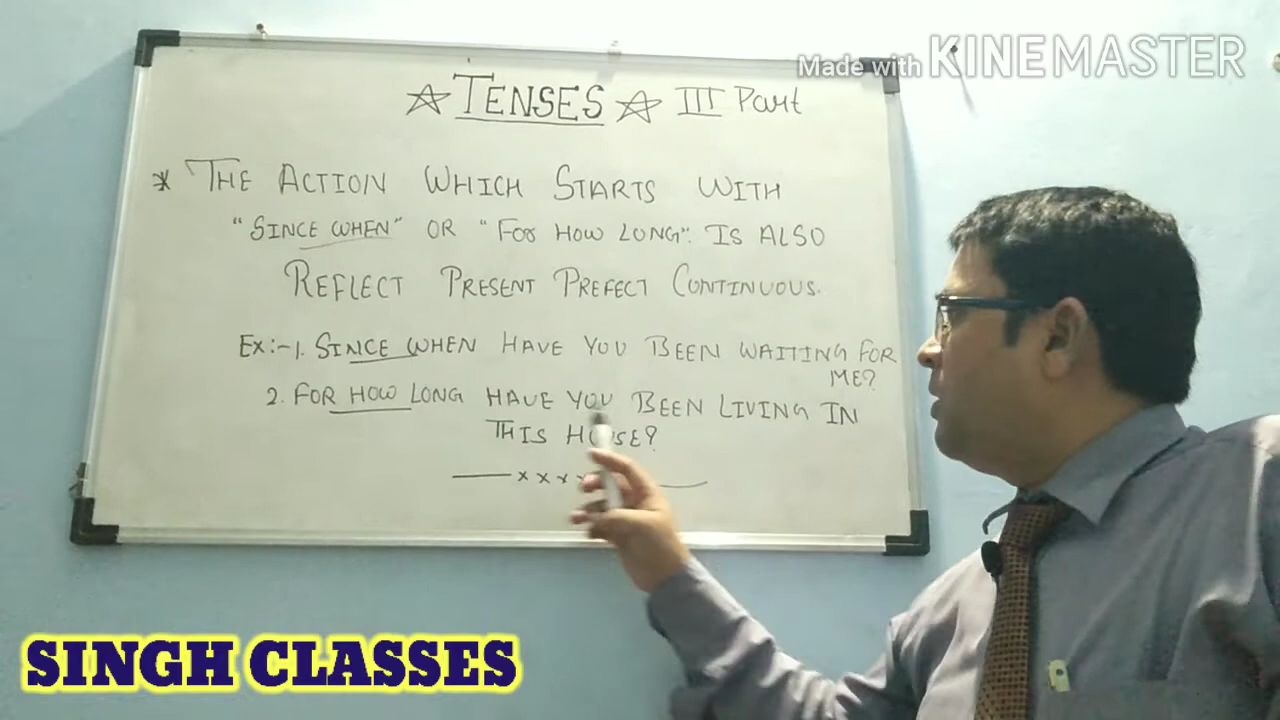 Made with KINEMASTER
☆ TENSES ☆ III Part
* THE ACTION WHICH STARTS WITH
"SINCE WHEN" OR "FOR HOW LONG". IS ALSO
REFLECT PRESENT PREFECT CONTINUOUS.
Ex:-1. SINCE WHEN HAVE YOU BEEN WAITING FOR
ME?
2. FOR HOW LONG HAVE YOU BEEN LIVING IN
THIS HOUSE?
SINGH CLASSES